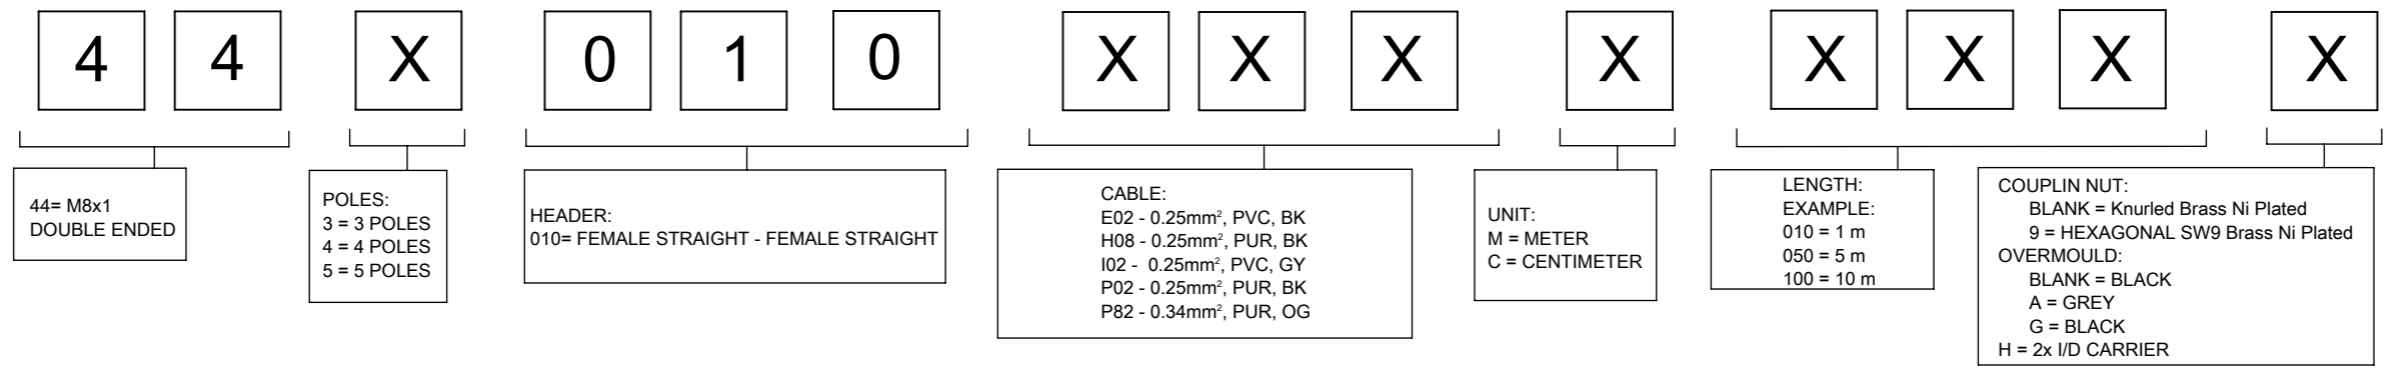 4 4 X 0 1 0 X X X X X X X X
44= M8x1
DOUBLE ENDED
POLES:
3 = 3 POLES
4 = 4 POLES
5 = 5 POLES
HEADER:
010= FEMALE STRAIGHT - FEMALE STRAIGHT
CABLE:
E02 - 0.25mm², PVC, BK
H08 - 0.25mm², PUR, BK
I02 - 0.25mm², PVC, GY
P02 - 0.25mm², PUR, BK
P82 - 0.34mm², PUR, OG
UNIT:
M = METER
C = CENTIMETER
LENGTH:
EXAMPLE:
010 = 1 m
050 = 5 m
100 = 10 m
COUPLIN NUT:
BLANK = Knurled Brass Ni Plated
9 = HEXAGONAL SW9 Brass Ni Plated
OVERMOULD:
BLANK = BLACK
A = GREY
G = BLACK
H = 2x I/D CARRIER